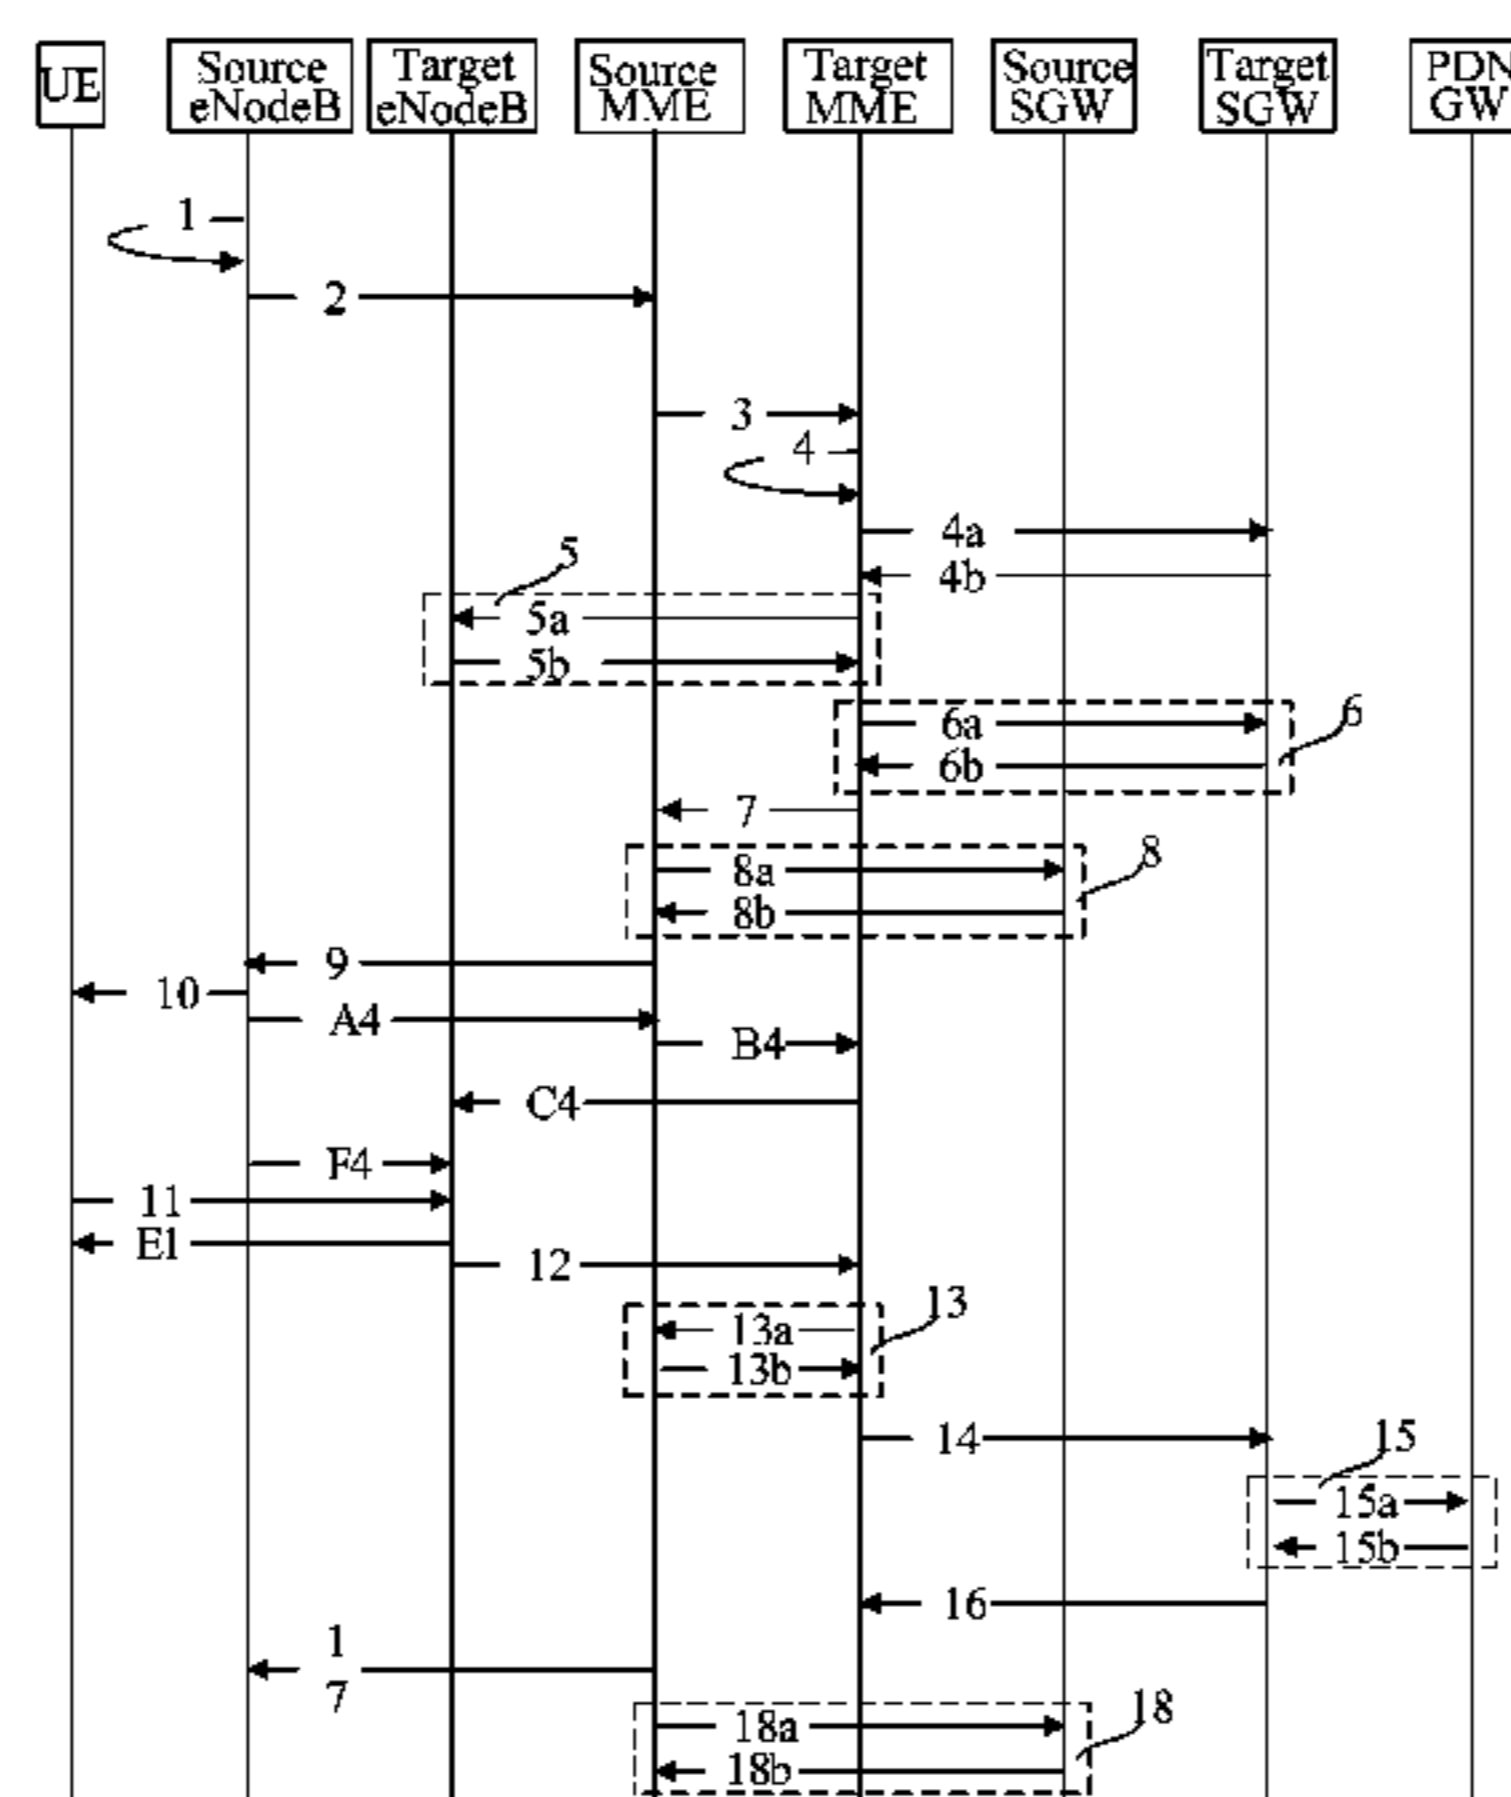 UE
Source
eNodeB
Target
eNodeB
Source
MME
Target
MME
Source
SGW
Target
SGW
PDN
GW
1
2
3
4
4a
4b
5
5a
5b
6
6a
6b
7
8
8a
8b
9
10
A4
B4
C4
F4
11
E1
12
13
13a
13b
14
15
15a
15b
16
1
7
18
18a
18b